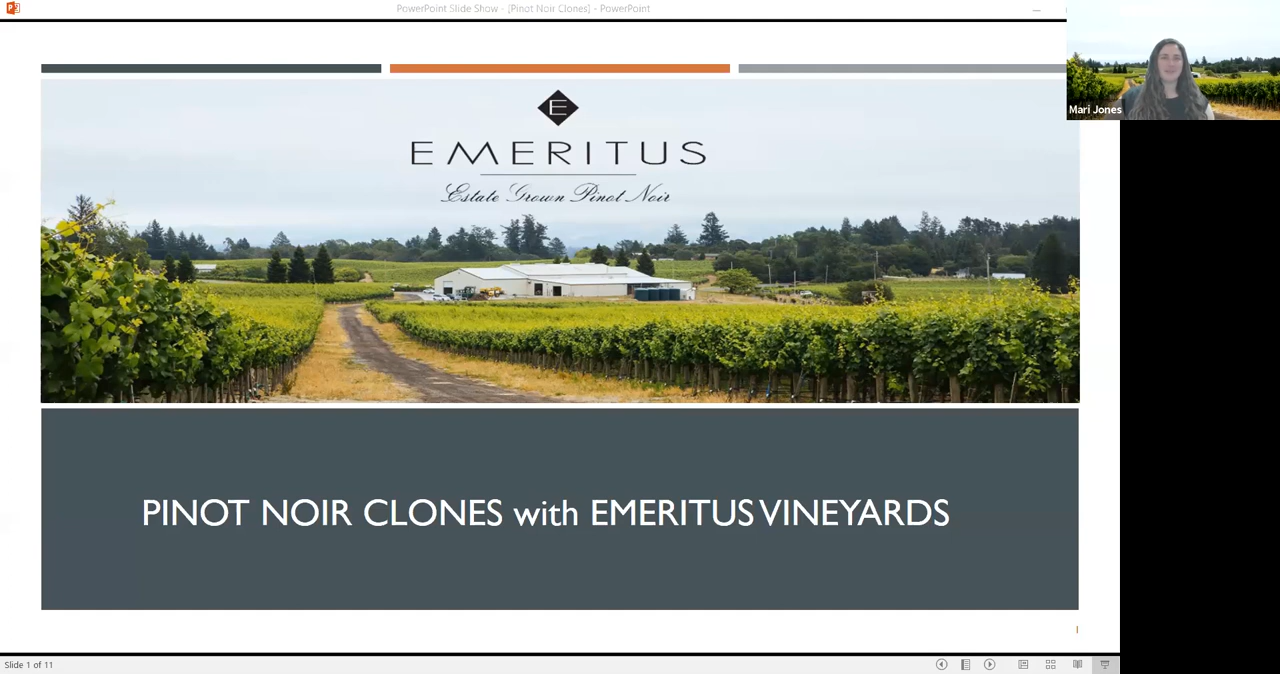 PowerPoint Slide Show - [Pinot Noir Clones] - PowerPoint
Mari Jones
E
EMERITUS
Estate Grown Pinot Noir
PINOT NOIR CLONES with EMERITUS VINEYARDS
1
Slide 1 of 11